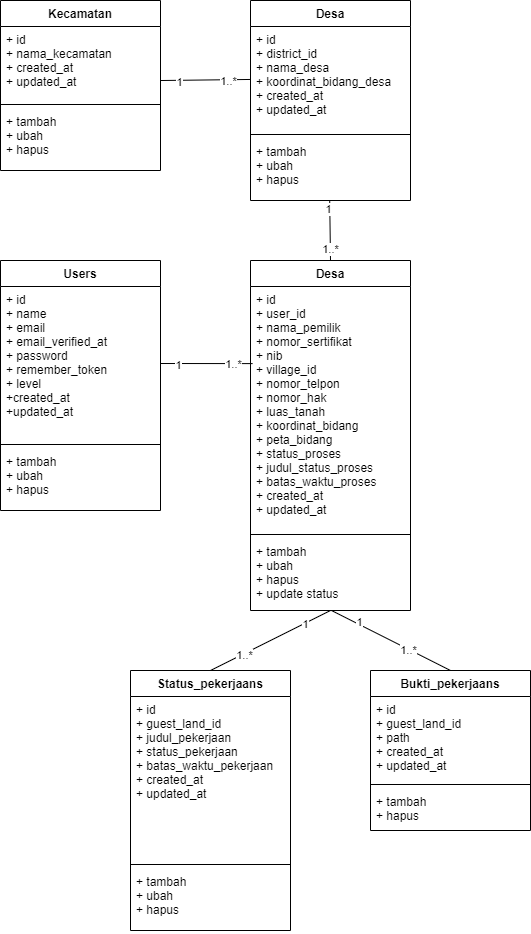 Kecamatan
+ id
+ nama_kecamatan
+ created_at
+ updated_at
+ tambah
+ ubah
+ hapus
1
1..*
Desa
+ id
+ district_id
+ nama_desa
+ koordinat_bidang_desa
+ created_at
+ updated_at
+ tambah
+ ubah
+ hapus
1
1..*
Users
+ id
+ name
+ email
+ email_verified_at
+ password
+ remember_token
+ level
+created_at
+updated_at
+ tambah
+ ubah
+ hapus
1
1..*
Desa
+ id
+ user_id
+ nama_pemilik
+ nomor_sertifikat
+ nib
+ village_id
+ nomor_telpon
+ nomor_hak
+ luas_tanah
+ koordinat_bidang
+ peta_bidang
+ status_proses
+ judul_status_proses
+ batas_waktu_proses
+ created_at
+ updated_at
+ tambah
+ ubah
+ hapus
+ update status
1
1..*
1
1..*
Status_pekerjaans
+ id
+ guest_land_id
+ judul_pekerjaan
+ status_pekerjaan
+ batas_waktu_pekerjaan
+ created_at
+ updated_at
+ tambah
+ ubah
+ hapus
Bukti_pekerjaans
+ id
+ guest_land_id
+ path
+ created_at
+ updated_at
+ tambah
+ hapus